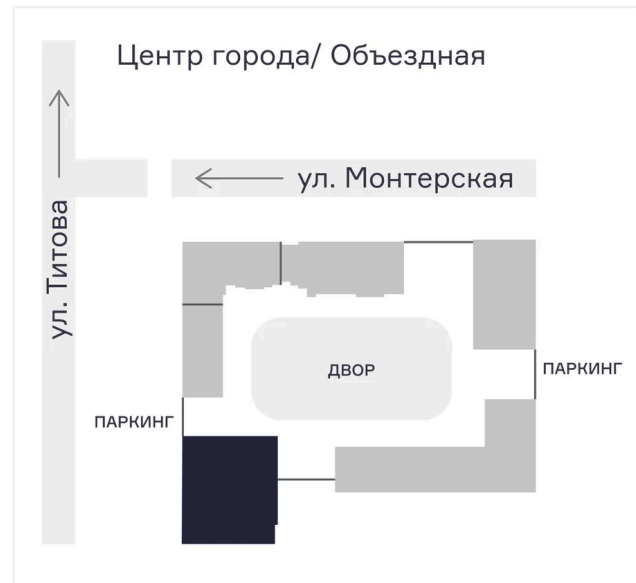 Центр города/ Объездная
ул. Монтерская
ул. Титова
ДВОР
ПАРКИНГ
ПАРКИНГ